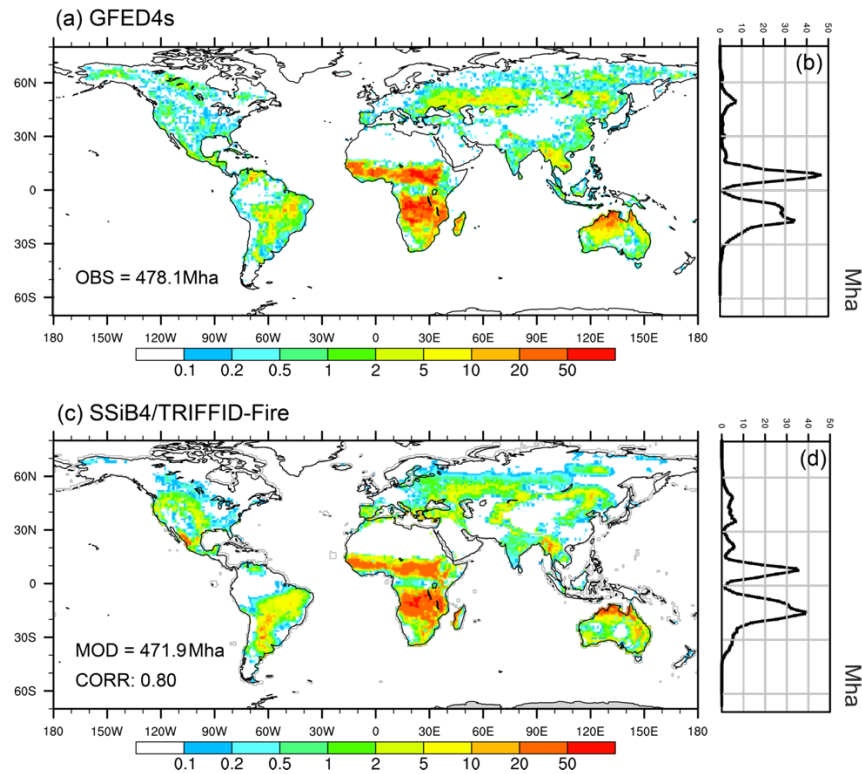 (a) GFED4s
0 10 20 30 40 50
(b)
60N
30N
0
30S
60S
OBS = 478.1Mha
180 150W 120W 90W 60W 30W 0 30E 60E 90E 120E 150E 180
0.1 0.2 0.5 1 2 5 10 20 50
Mha
(c) SSiB4/TRIFFID-Fire
0 10 20 30 40 50
(d)
60N
30N
0
30S
60S
MOD = 471.9Mha
CORR: 0.80
180 150W 120W 90W 60W 30W 0 30E 60E 90E 120E 150E 180
0.1 0.2 0.5 1 2 5 10 20 50
Mha